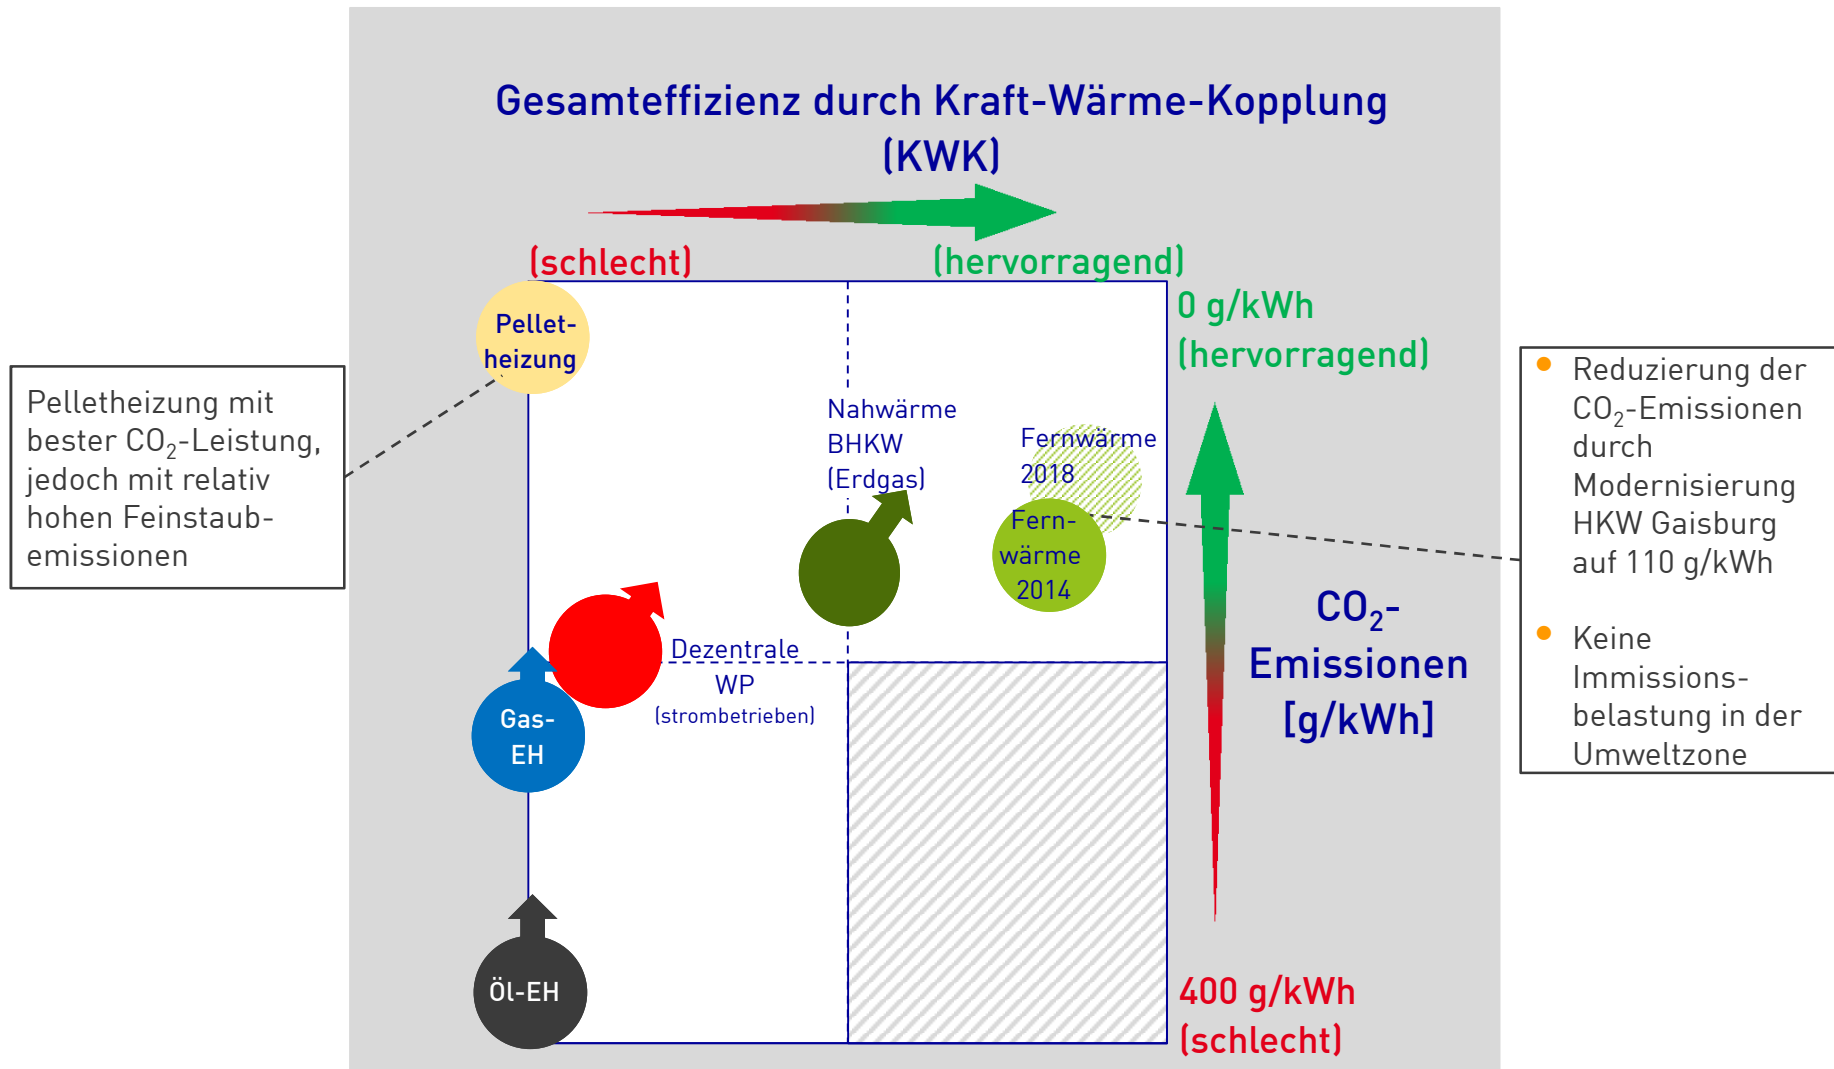 Gesamteffizienz durch Kraft-Wärme-Kopplung
(KWK)
(schlecht)
(hervorragend)
0 g/kWh
(hervorragend)
Pellet-
heizung
Pelletheizung mit
bester CO₂-Leistung,
jedoch mit relativ
hohen Feinstaub-
emissionen
Nahwärme
BHKW
(Erdgas)
Fernwärme
2018
Fern-
wärme
2014
Dezentrale
WP
(strombetrieben)
Gas-
EH
Öl-EH
CO₂-
Emissionen
[g/kWh]
400 g/kWh
(schlecht)
• Reduzierung der
CO₂-Emissionen
durch
Modernisierung
HKW Gaisburg
auf 110 g/kWh
• Keine
Immissions-
belastung in der
Umweltzone